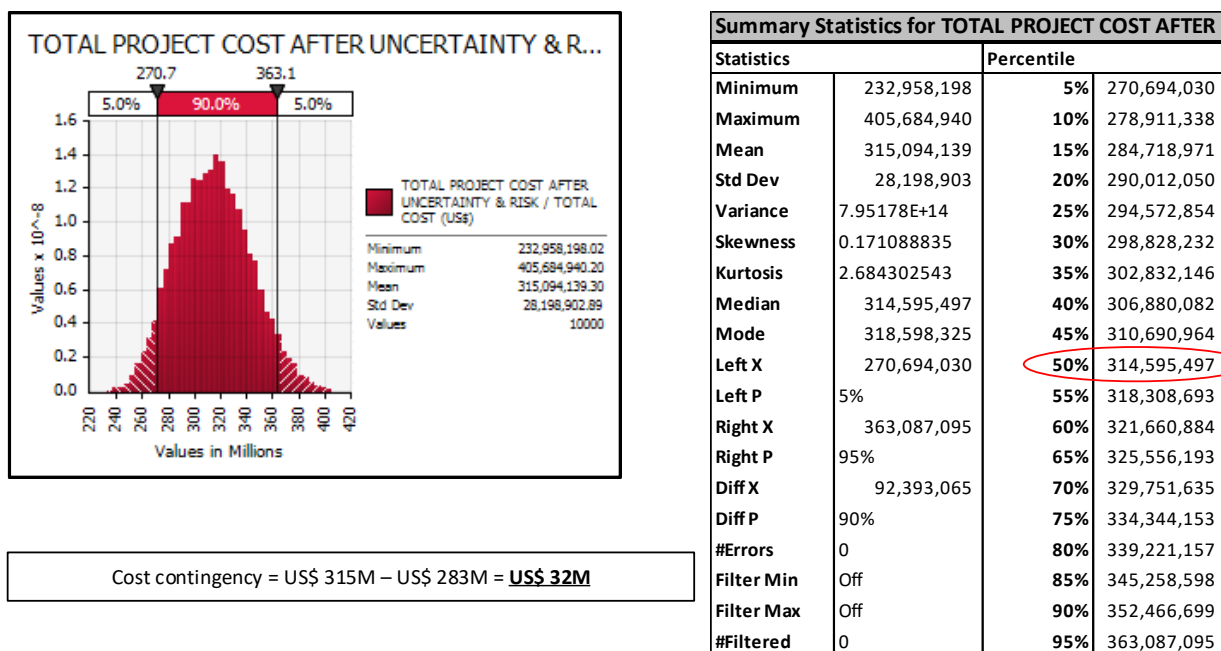 TOTAL PROJECT COST AFTER UNCERTAINTY & R...
270.7 363.1
5.0% 90.0% 5.0%
1.6
1.4
1.2
1.0
0.8
0.6
0.4
0.2
0.0
Values x 10^-8
220 240 260 280 300 320 340 360 380 400 420
Values in Millions
TOTAL PROJECT COST AFTER
UNCERTAINTY & RISK / TOTAL
COST (US$)
Minimum 232,958,198.02
Maximum 405,684,940.20
Mean 315,094,139.30
Std Dev 28,198,902.89
Values 10000
Cost contingency = US$ 315M – US$ 283M = US$ 32M
Summary Statistics for TOTAL PROJECT COST AFTER
Statistics Percentile
Minimum 232,958,198 5% 270,694,030
Maximum 405,684,940 10% 278,911,338
Mean 315,094,139 15% 284,718,971
Std Dev 28,198,903 20% 290,012,050
Variance 7.95178E+14 25% 294,572,854
Skewness 0.171088835 30% 298,828,232
Kurtosis 2.684302543 35% 302,832,146
Median 314,595,497 40% 306,880,082
Mode 318,598,325 45% 310,690,964
Left X 270,694,030 50% 314,595,497
Left P 5% 55% 318,308,693
Right X 363,087,095 60% 321,660,884
Right P 95% 65% 325,556,193
Diff X 92,393,065 70% 329,751,635
Diff P 90% 75% 334,344,153
#Errors 0 80% 339,221,157
Filter Min Off 85% 345,258,598
Filter Max Off 90% 352,466,699
#Filtered 0 95% 363,087,095